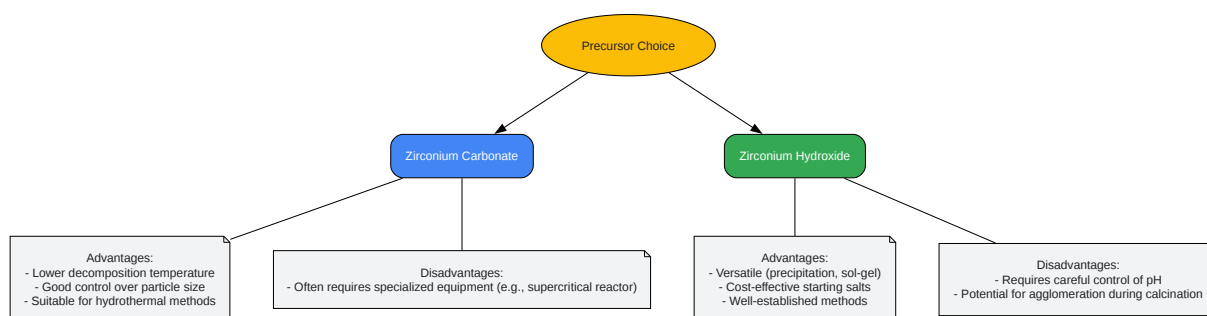 Precursor Choice
Zirconium Carbonate
Zirconium Hydroxide
Advantages:
- Lower decomposition temperature
- Good control over particle size
- Suitable for hydrothermal methods
Disadvantages:
- Often requires specialized equipment (e.g., supercritical reactor)
Advantages:
- Versatile (precipitation, sol-gel)
- Cost-effective starting salts
- Well-established methods
Disadvantages:
- Requires careful control of pH
- Potential for agglomeration during calcination